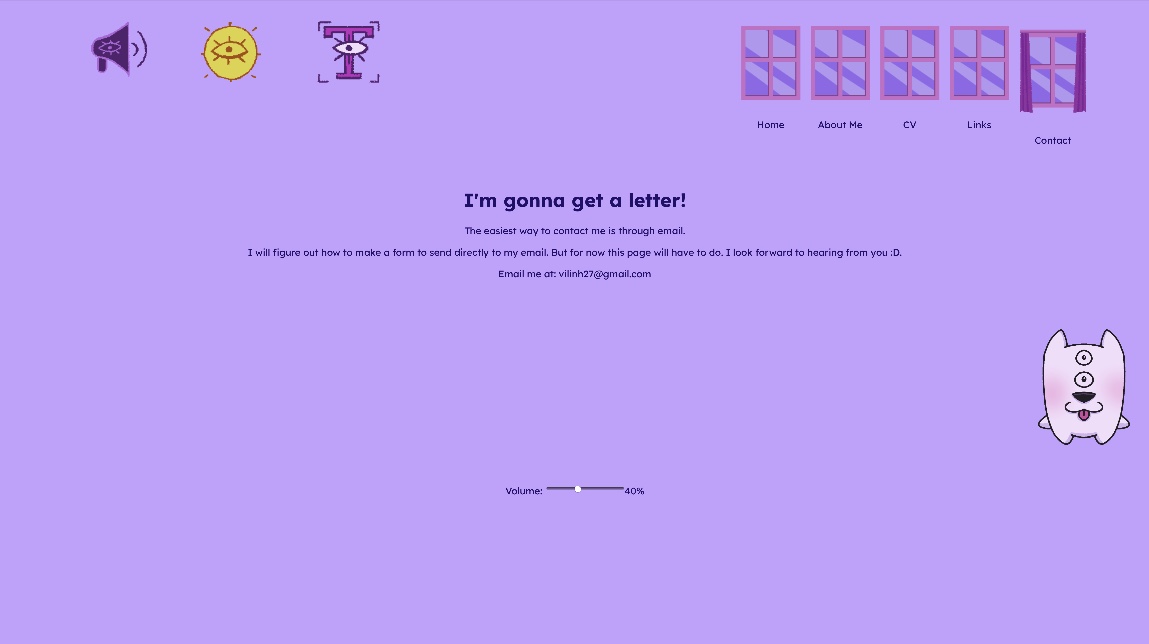 Home
About Me
CV
Links
Contact
I'm gonna get a letter!
The easiest way to contact me is through email.
I will figure out how to make a form to send directly to my email. But for now this page will have to do. I look forward to hearing from you :D.
Email me at: vilinh27@gmail.com
Volume: 40%